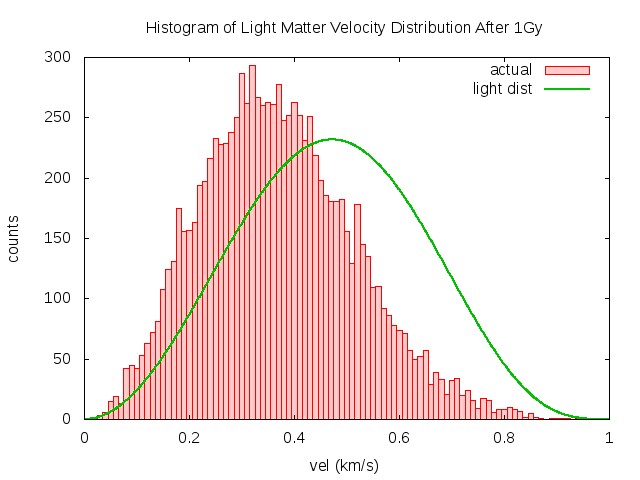 Histogram of Light Matter Velocity Distribution After 1Gy
300
250
200
150
100
50
0
counts
actual
light dist
0 0.2 0.4 0.6 0.8 1
vel (km/s)